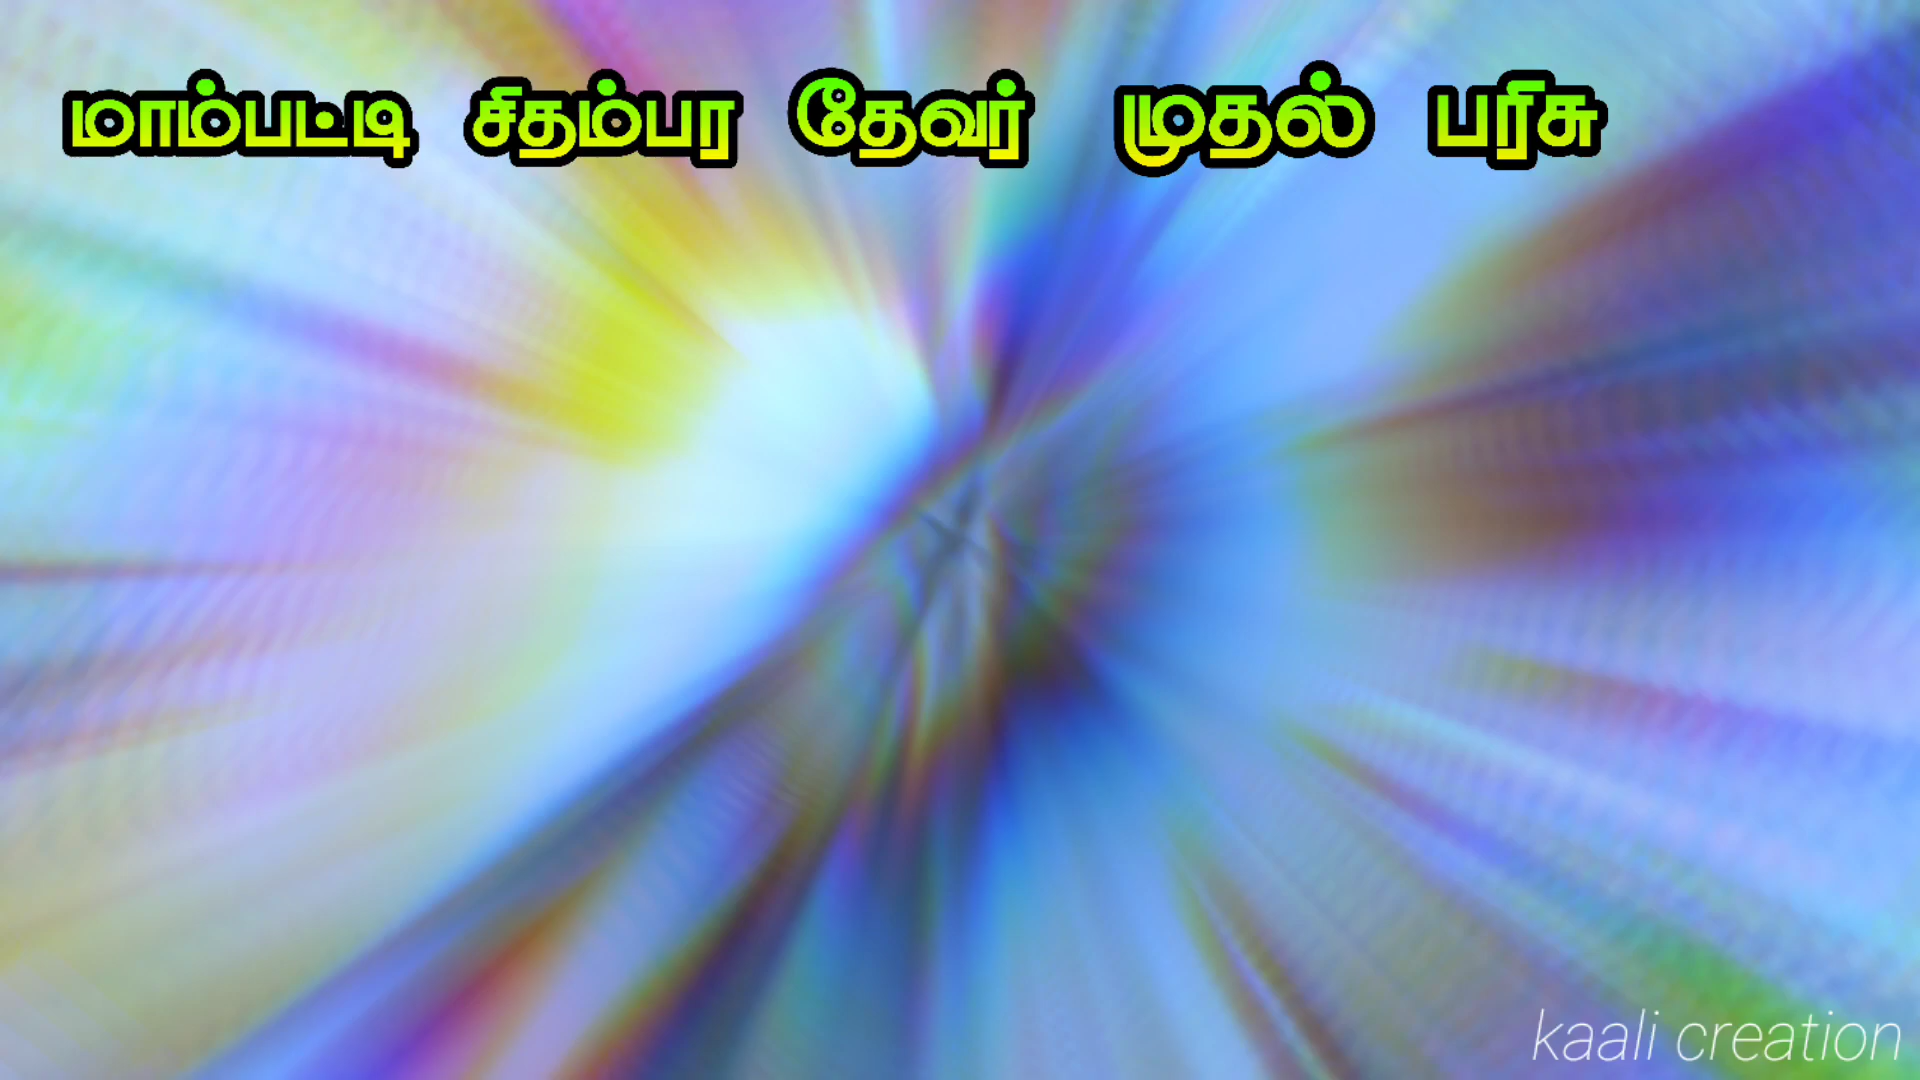 மாம்பட்டி சிதம்பர தேவர் முதல் பரிசு
kaali creation